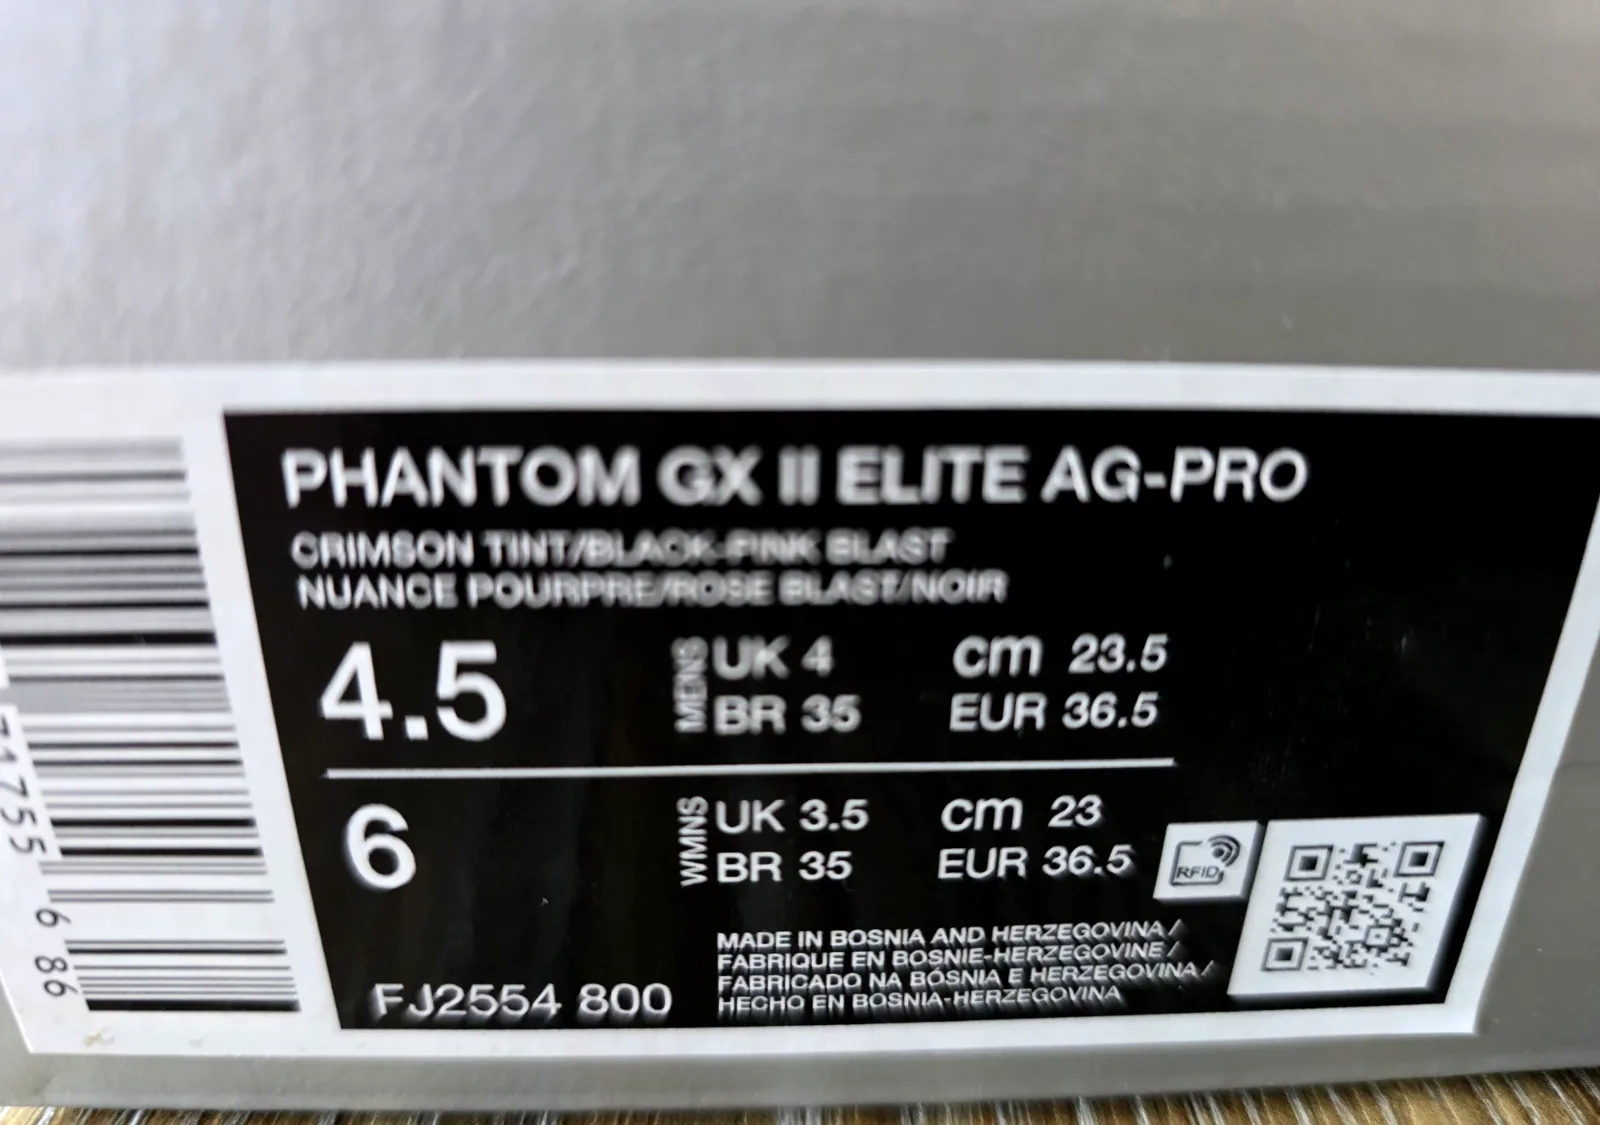 PHANTOM GX II ELITE AG-PRO
CRIMSON TINT/BLACK-PINK BLAST
NUANCE POURPRE/ROSE BLAST/NOIR
4.5 MENS UK 4 cm 23.5
BR 35 EUR 36.5
6 WMNS UK 3.5 cm 23
BR 35 EUR 36.5
RFID
MADE IN BOSNIA AND HERZEGOVINA/
FABRIQUE EN BOSNIE-HERZEGOVINE/
FABRICADO NA BÓSNIA E HERZEGOVINA/
HECHO EN BOSNIA-HERZEGOVINA
FJ2554 800
71755 6 86